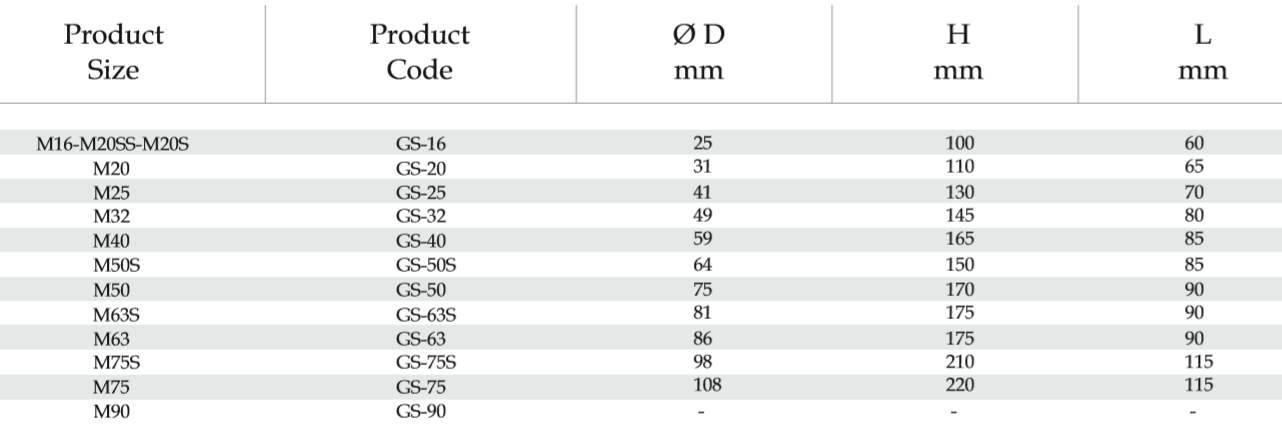 Product Size Product Code Ø D mm H mm L mm
M16-M20SS-M20S GS-16 25 100 60
M20 GS-20 31 110 65
M25 GS-25 41 130 70
M32 GS-32 49 145 80
M40 GS-40 59 165 85
M50S GS-50S 64 150 85
M50 GS-50 75 170 90
M63S GS-63S 81 175 90
M63 GS-63 86 175 90
M75S GS-75S 98 210 115
M75 GS-75 108 220 115
M90 GS-90 - - -